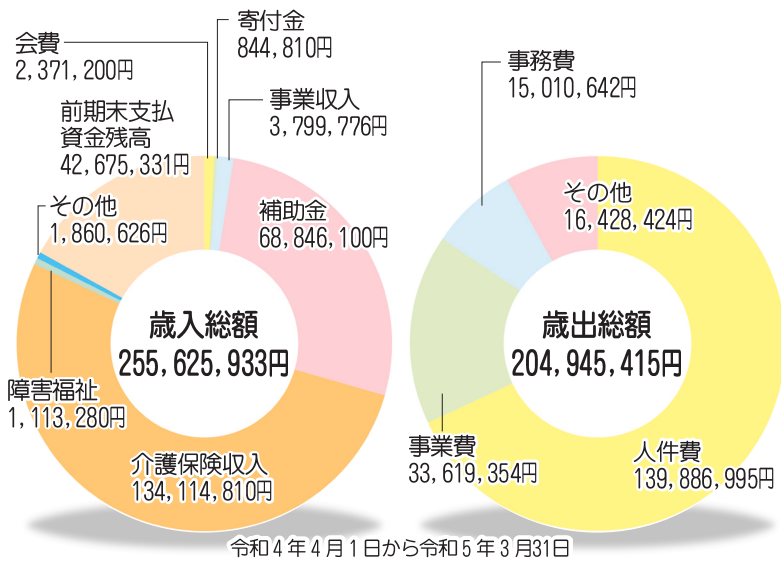 会費
2,371,200円
寄付金
844,810円
事業収入
3,799,776円
前期末支払
資金残高
42,675,331円
その他
1,860,626円
補助金
68,846,100円
歳入総額
255,625,933円
障害福祉
1,113,280円
介護保険収入
134,114,810円
事務費
15,010,642円
その他
16,428,424円
歳出総額
204,945,415円
事業費
33,619,354円
人件費
139,886,995円
令和4年4月1日から令和5年3月31日